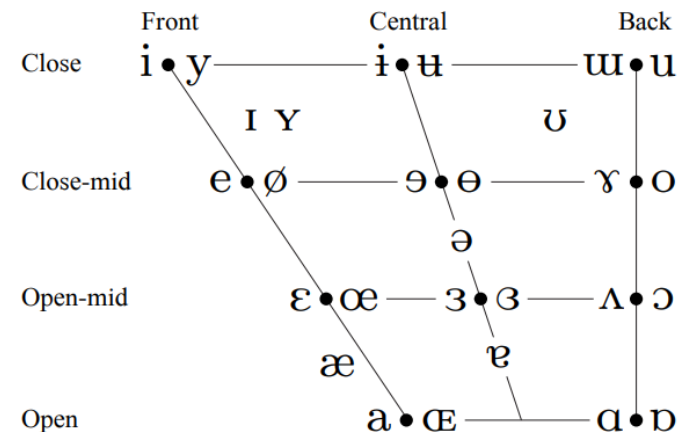 Front Central Back
Close i y ɨ ʉ ɯ u
ɪ ʏ ʊ
Close-mid e ø ɘ ɵ ɤ o
ə
Open-mid ɛ œ ɜ ɞ ʌ ɔ
æ ɐ
Open a ɶ ɑ ɒ